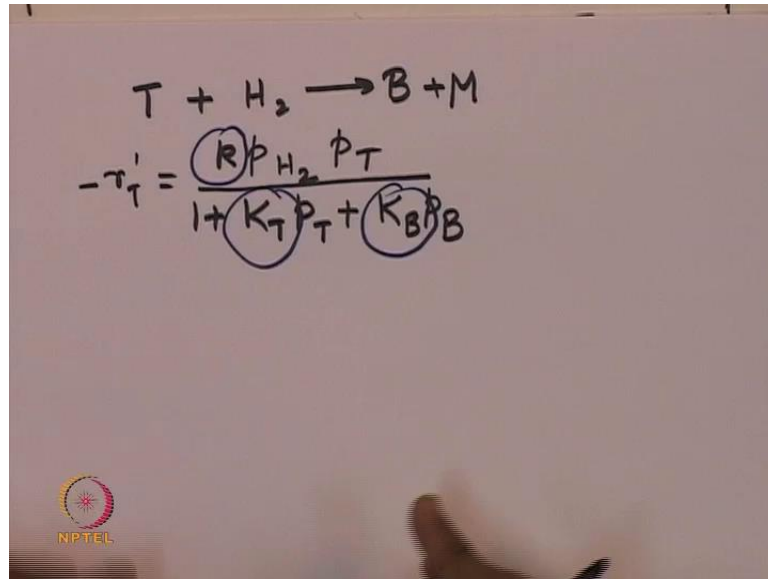 T + H₂ ⟶ B + M
-r'_T = k p_H₂ p_T / (1 + K_T p_T + K_B p_B)
NPTEL